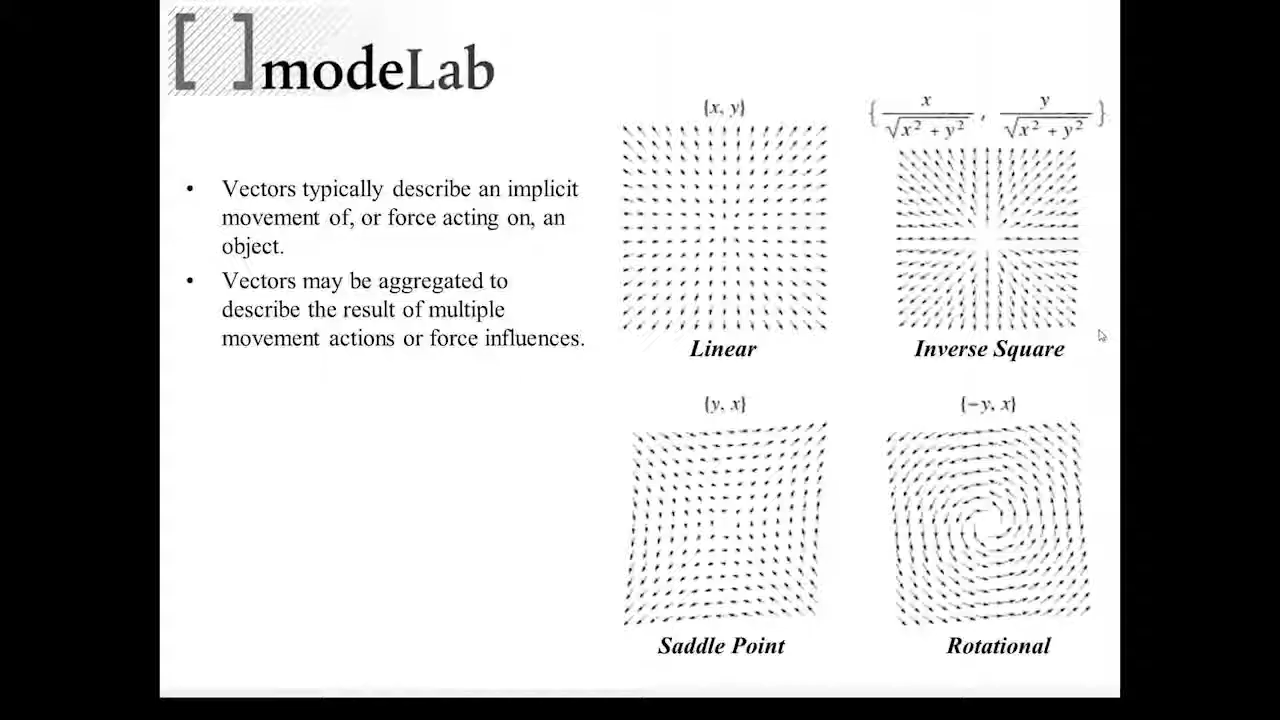 [ ]modeLab
• Vectors typically describe an implicit
movement of, or force acting on, an
object.
• Vectors may be aggregated to
describe the result of multiple
movement actions or force influences.
{x, y}
Linear
{ x / √x² + y² , y / √x² + y² }
Inverse Square
{y, x}
Saddle Point
{−y, x}
Rotational